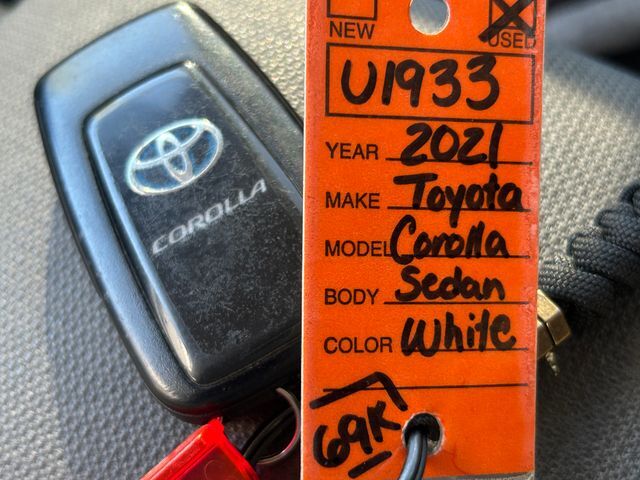 NEW USED
U1933
YEAR 2021
MAKE Toyota
MODEL Corolla
BODY Sedan
COLOR White
69K
COROLLA